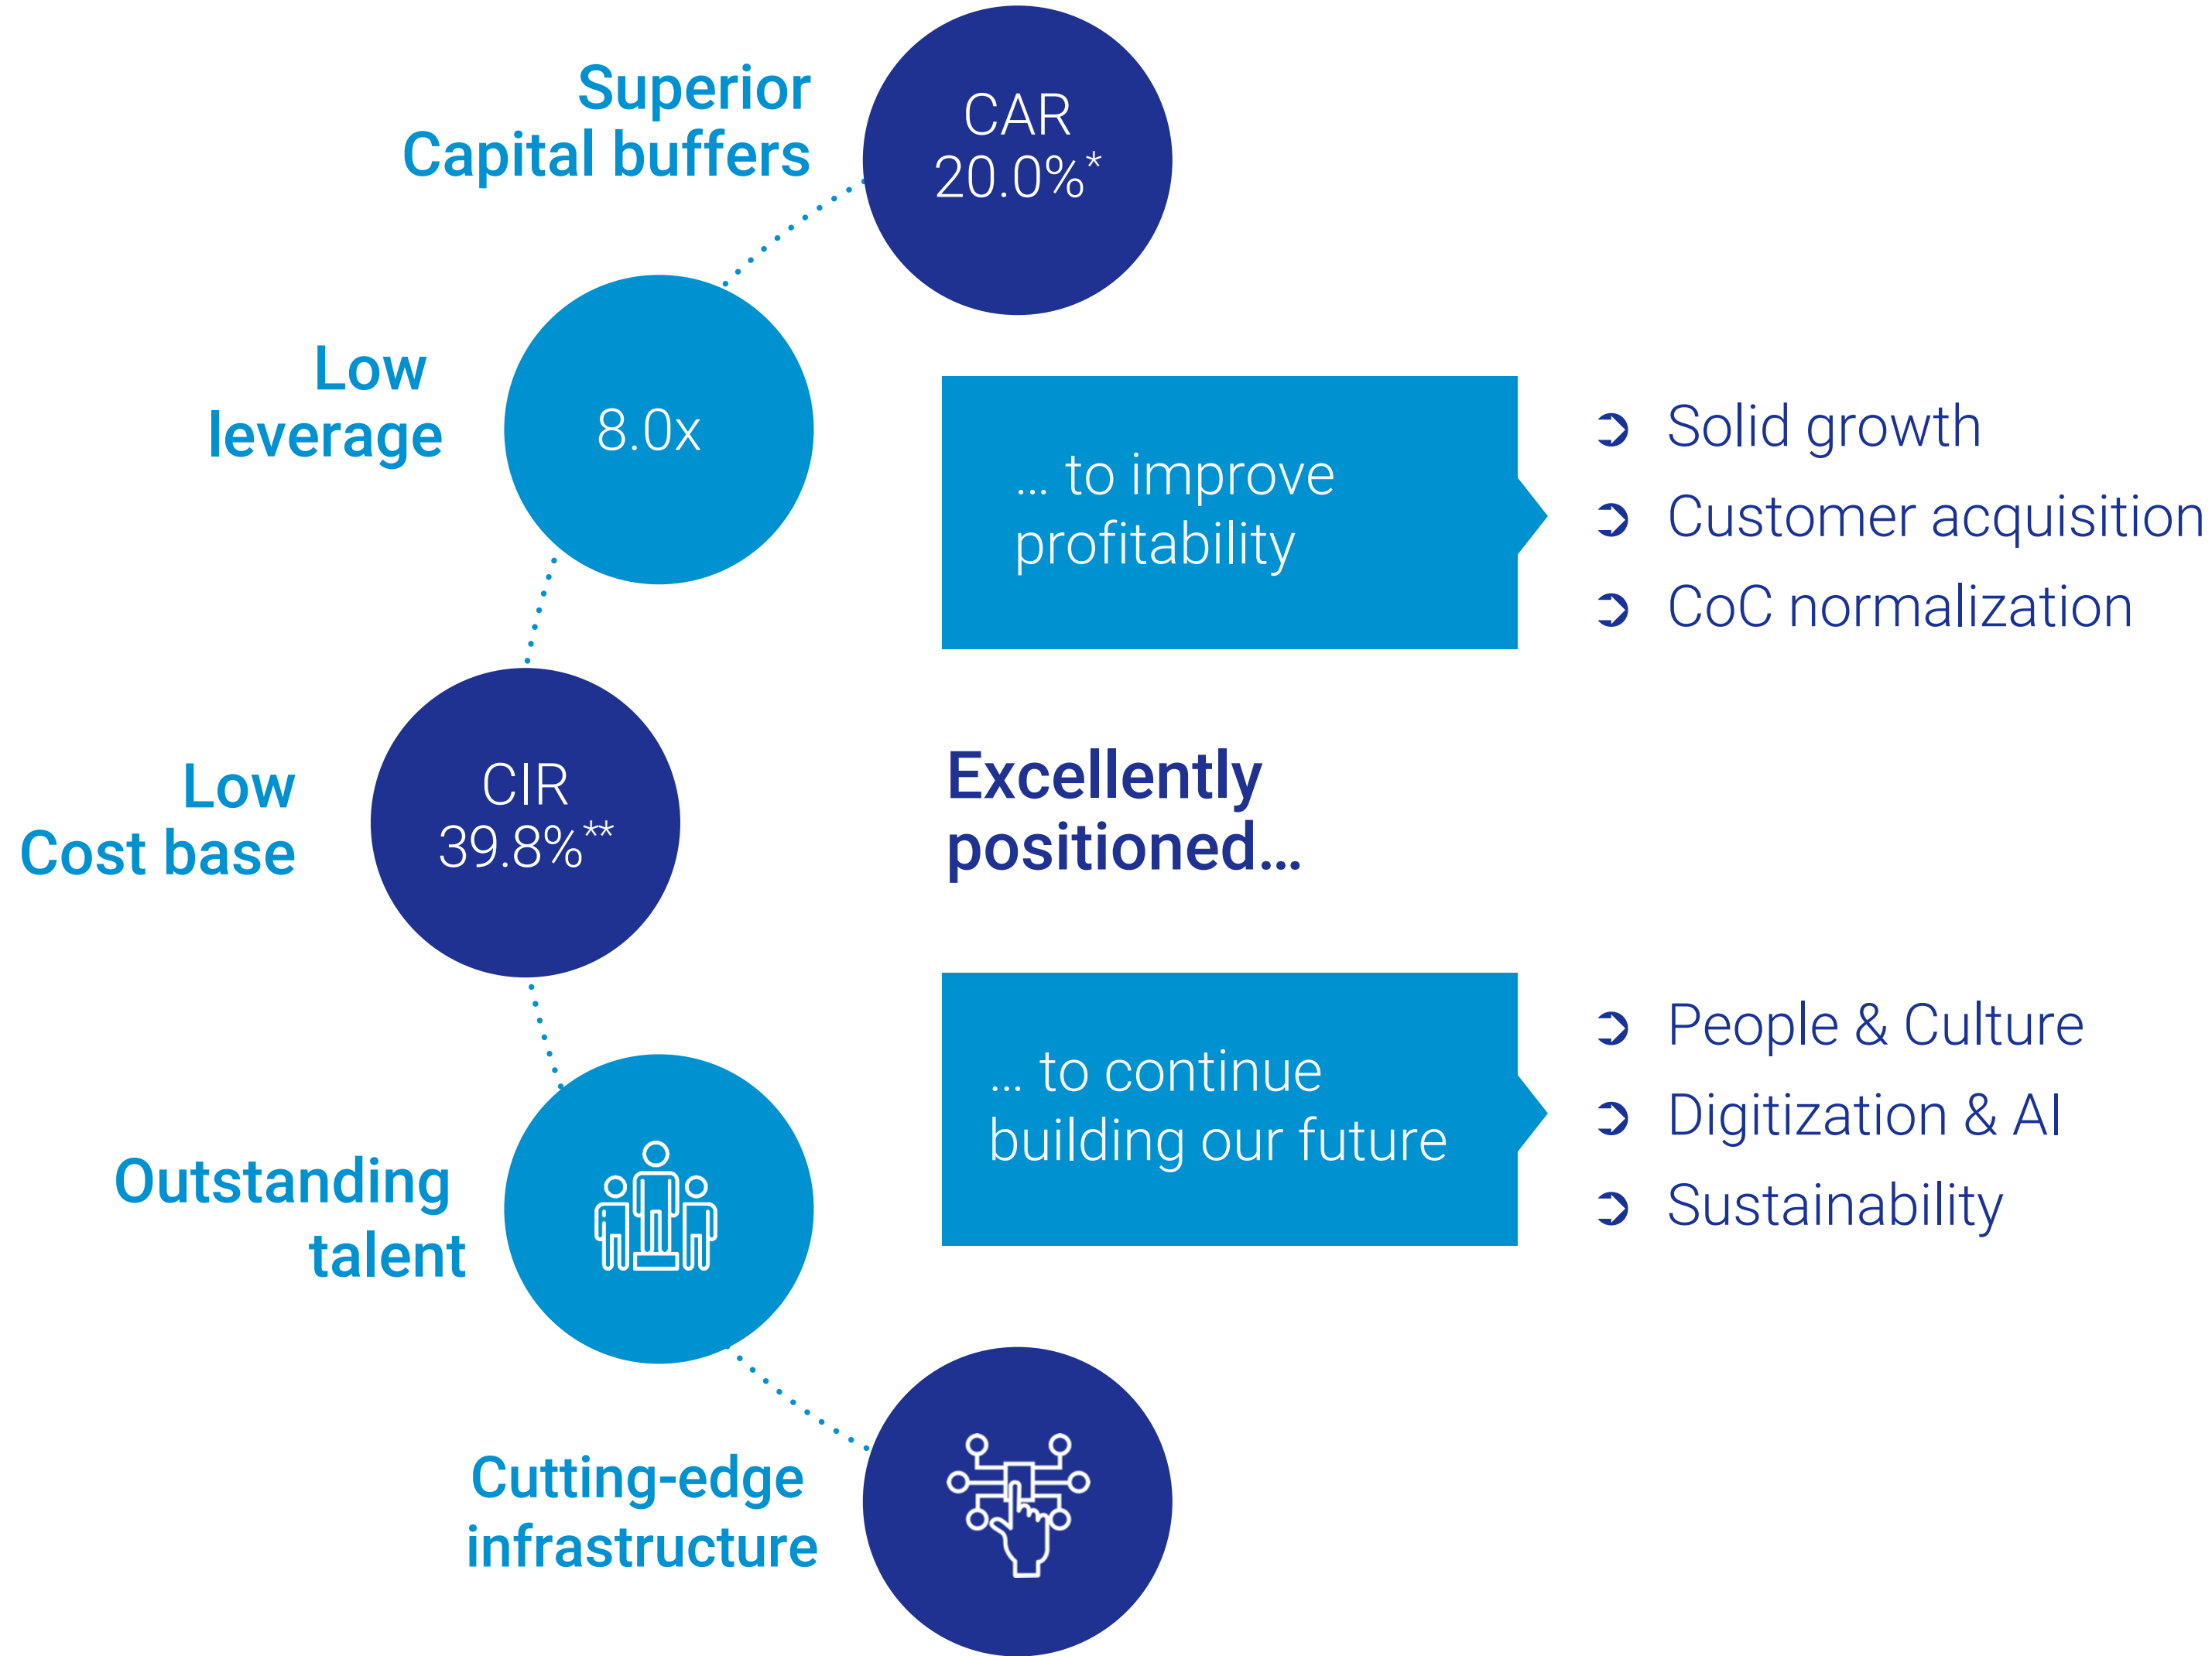 Superior
Capital buffers
CAR
20.0%*
Low
leverage
8.0x
Low
Cost base
CIR
39.8%**
Outstanding
talent
Cutting-edge
infrastructure
Excellently
positioned...
... to improve
profitability
➲ Solid growth
➲ Customer acquisition
➲ CoC normalization
... to continue
building our future
➲ People & Culture
➲ Digitization & AI
➲ Sustainability